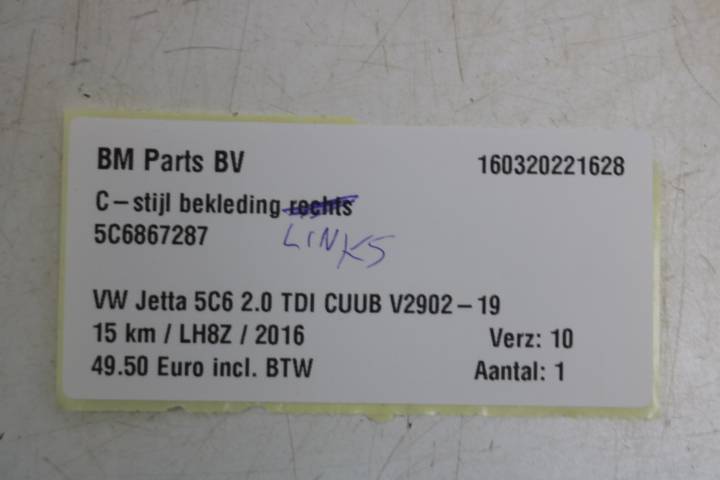 BM Parts BV 160320221628
C-stijl bekleding rechts
5C6867287 LINKS
VW Jetta 5C6 2.0 TDI CUUB V2902-19
15 km / LH8Z / 2016 Verz: 10
49.50 Euro incl. BTW Aantal: 1